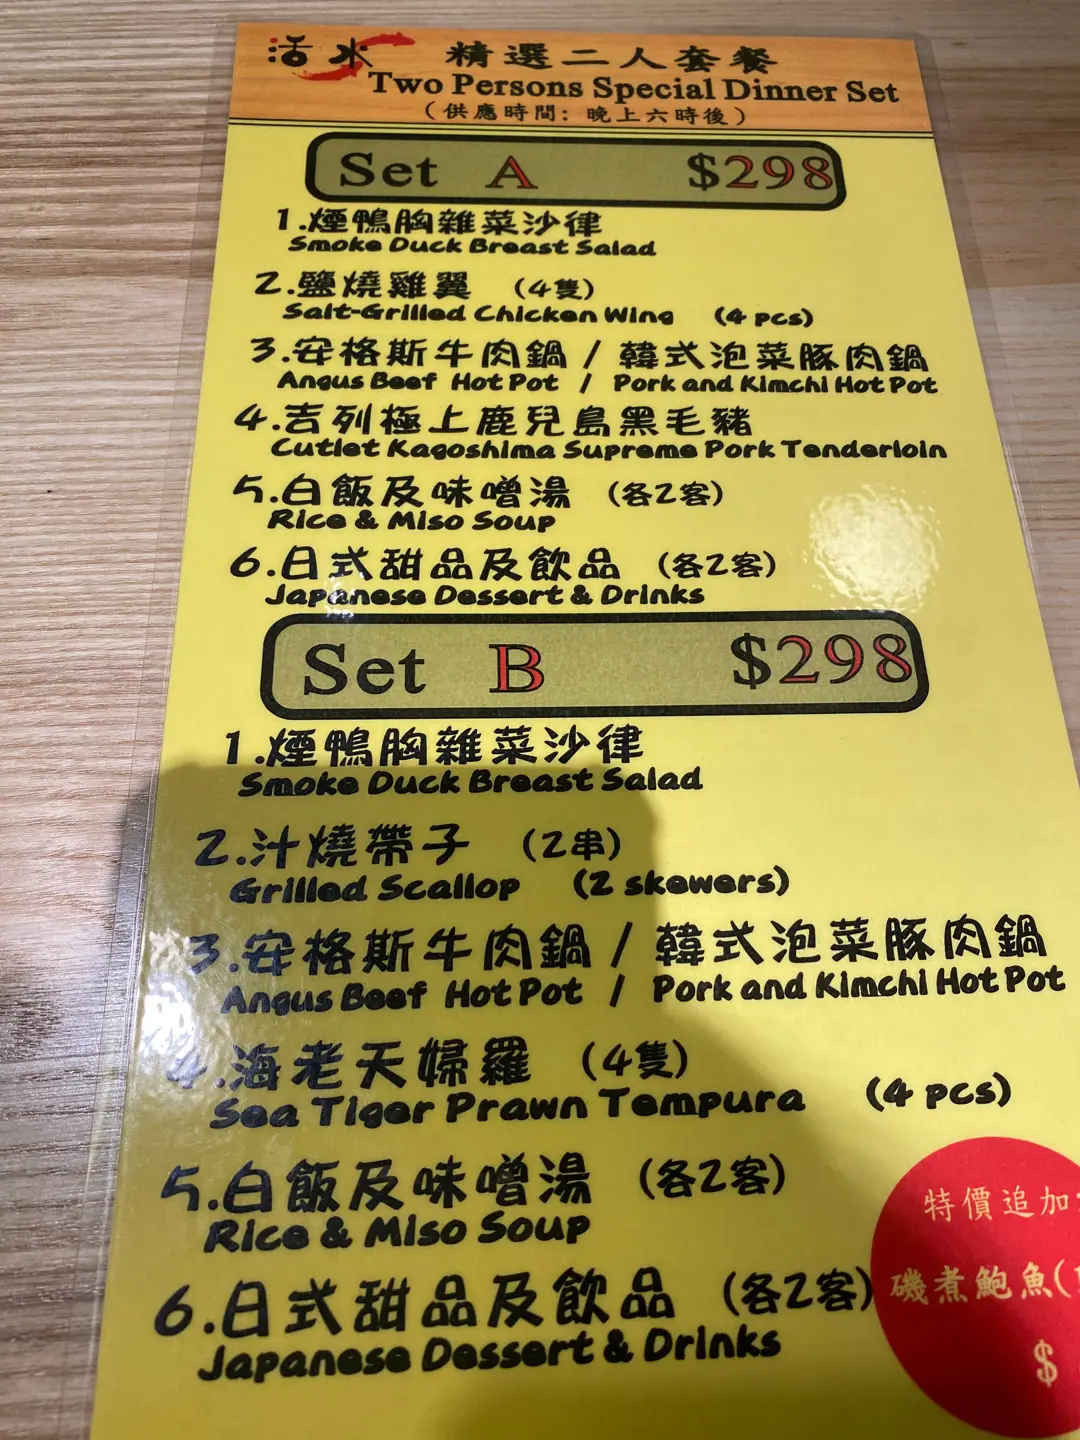 活水 精選二人套餐
Two Persons Special Dinner Set
(供應時間: 晚上六時後)
Set A $298
1.煙鴨胸雜菜沙律
Smoke Duck Breast Salad
2.鹽燒雞翼 (4隻)
Salt-Grilled Chicken Wing (4 pcs)
3.安格斯牛肉鍋 / 韓式泡菜豚肉鍋
Angus Beef Hot Pot / Pork and Kimchi Hot Pot
4.吉列極上鹿兒島黑毛豬
Cutlet Kagoshima Supreme Pork Tenderloin
5.白飯及味噌湯 (各2客)
Rice & Miso Soup
6.日式甜品及飲品 (各2客)
Japanese Dessert & Drinks
Set B $298
1.煙鴨胸雜菜沙律
Smoke Duck Breast Salad
2.汁燒帶子 (2串)
Grilled Scallop (2 skewers)
3.安格斯牛肉鍋 / 韓式泡菜豚肉鍋
Angus Beef Hot Pot / Pork and Kimchi Hot Pot
4.海老天婦羅 (4隻)
Sea Tiger Prawn Tempura (4 pcs)
5.白飯及味噌湯 (各2客)
Rice & Miso Soup
6.日式甜品及飲品 (各2客)
Japanese Dessert & Drinks
特價追加:
磯煮鮑魚(
$